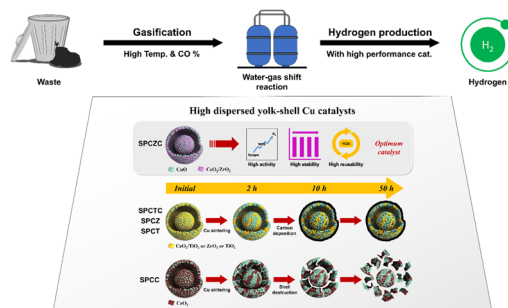 Gasification
High Temp. & CO %
Hydrogen production
With high performance cat.
H₂
Waste
Water-gas shift
reaction
Hydrogen
High dispersed yolk-shell Cu catalysts
SPCZC
High activity
High stability
High reusability
Optimum
catalyst
CuO
CeO₂/ZrO₂
Initial
2 h
10 h
50 h
SPCTC
SPCZ
SPCT
Cu sintering
Carbon
deposition
CeO₂/TiO₂ or ZrO₂ or TiO₂
SPCC
Cu sintering
Shell
destruction
CeO₂